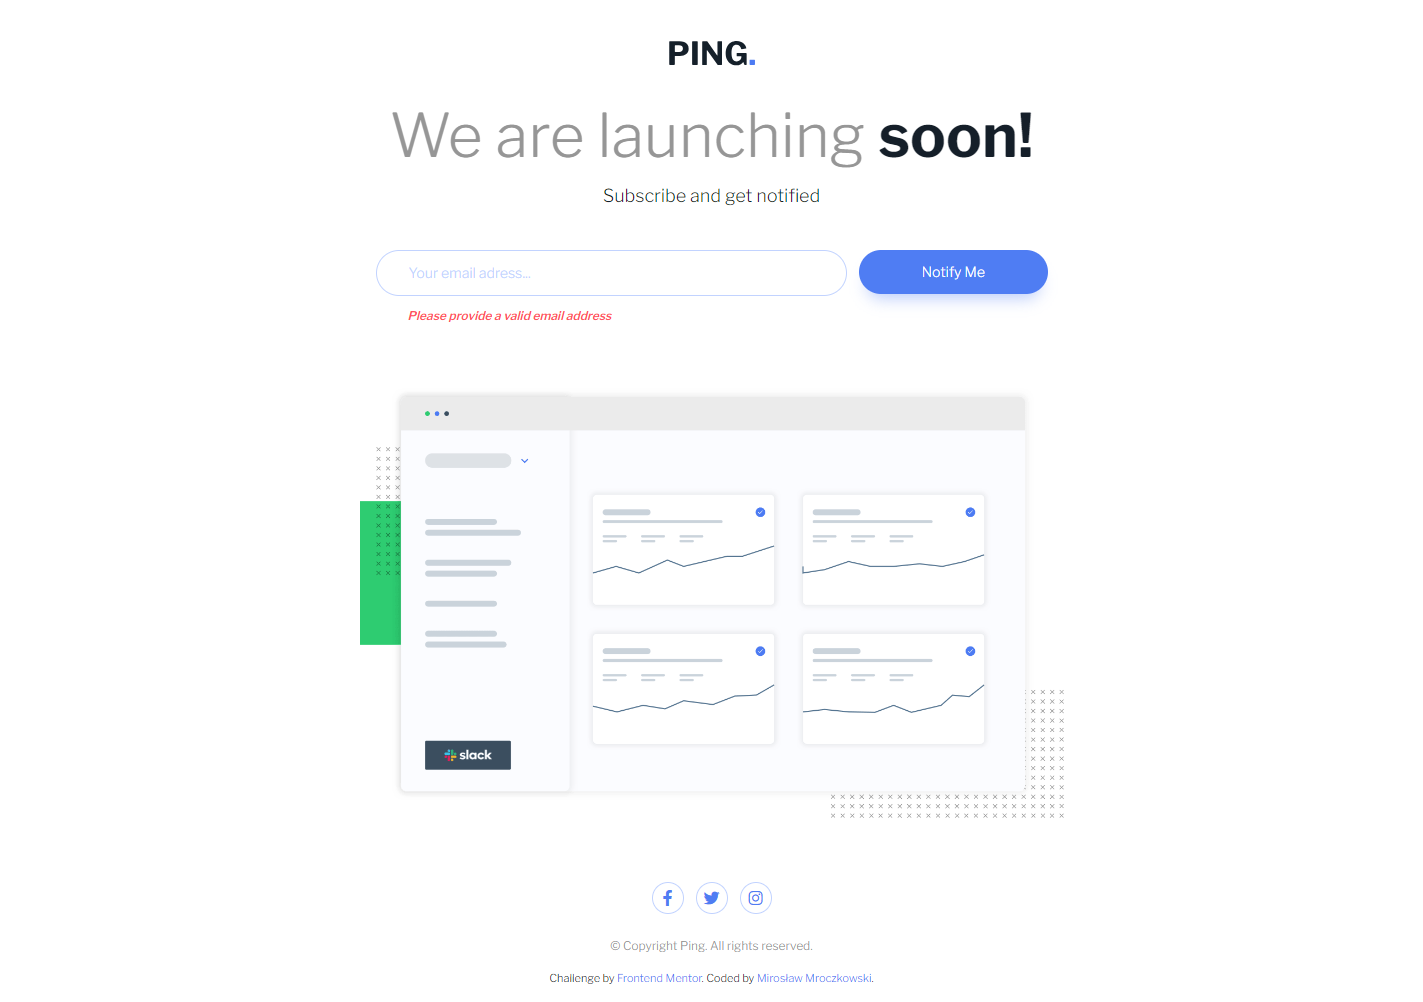 PING.
We are launching soon!
Subscribe and get notified
Your email adress...
Notify Me
Please provide a valid email address
slack
© Copyright Ping. All rights reserved.
Challenge by Frontend Mentor. Coded by Mirosław Mroczkowski.